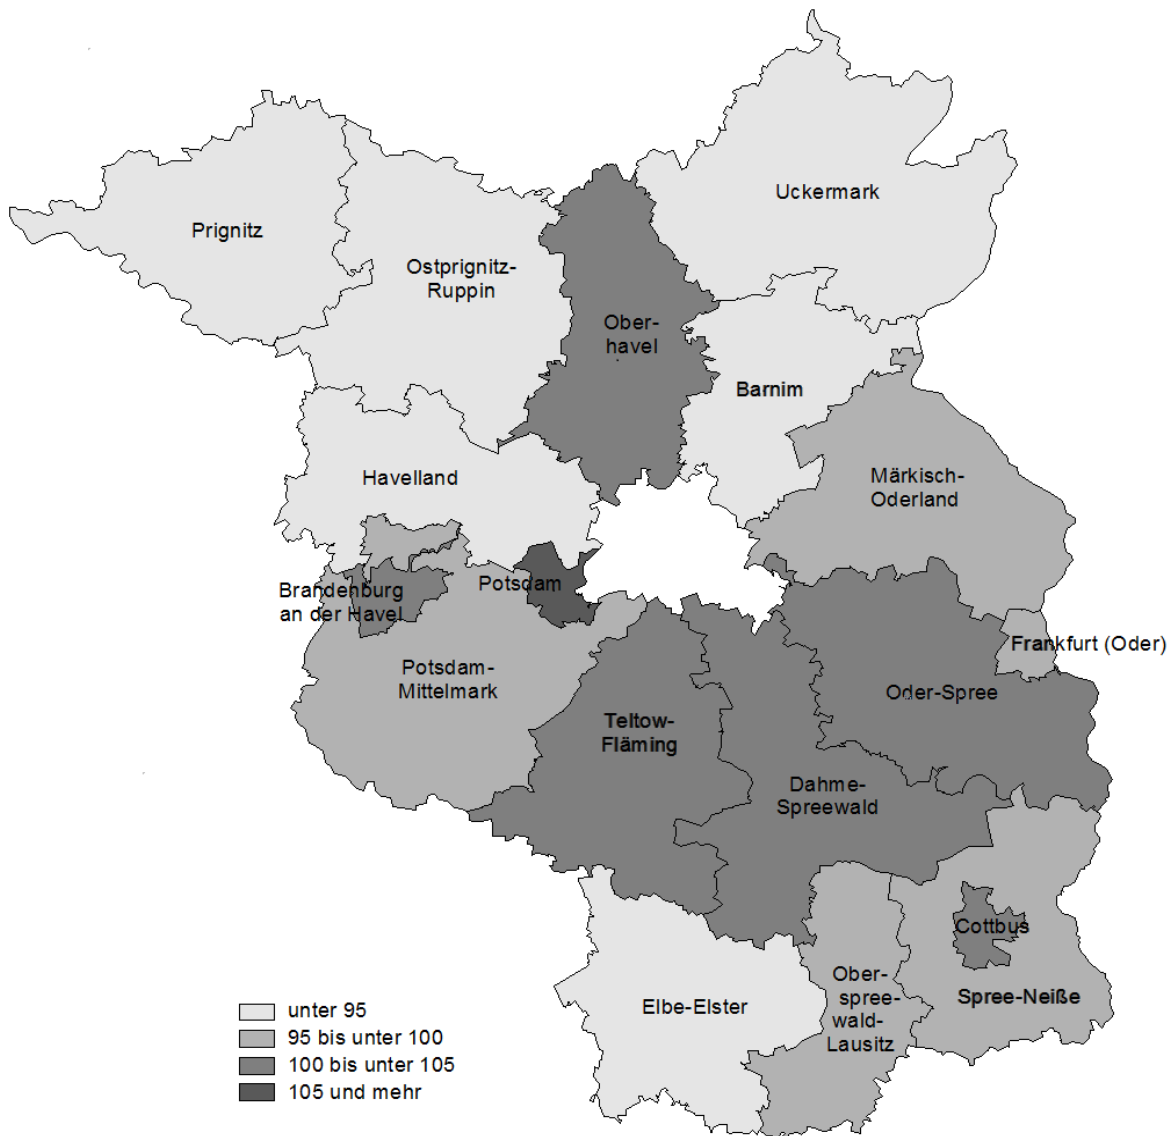 Uckermark
Prignitz
Ostprignitz-
Ruppin
Ober-
havel
Barnim
Havelland
Märkisch-
Oderland
Potsdam
Brandenburg
an der Havel
Frankfurt (Oder)
Potsdam-
Mittelmark
Oder-Spree
Teltow-
Fläming
Dahme-
Spreewald
Cottbus
Ober-
spree-
wald-
Lausitz
Spree-Neiße
Elbe-Elster
unter 95
95 bis unter 100
100 bis unter 105
105 und mehr